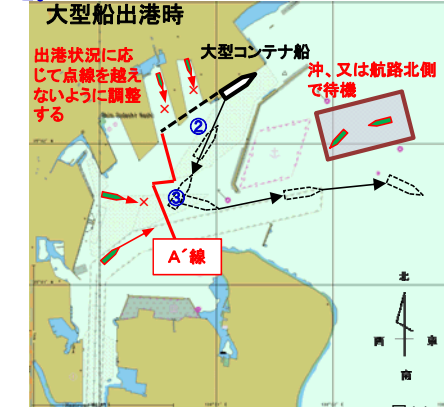 大型船出港時
出港状況に応
じて点線を越え
ないように調整
する
大型コンテナ船
沖、又は航路北側
で待機
②
③
A´線
北
西
東
南